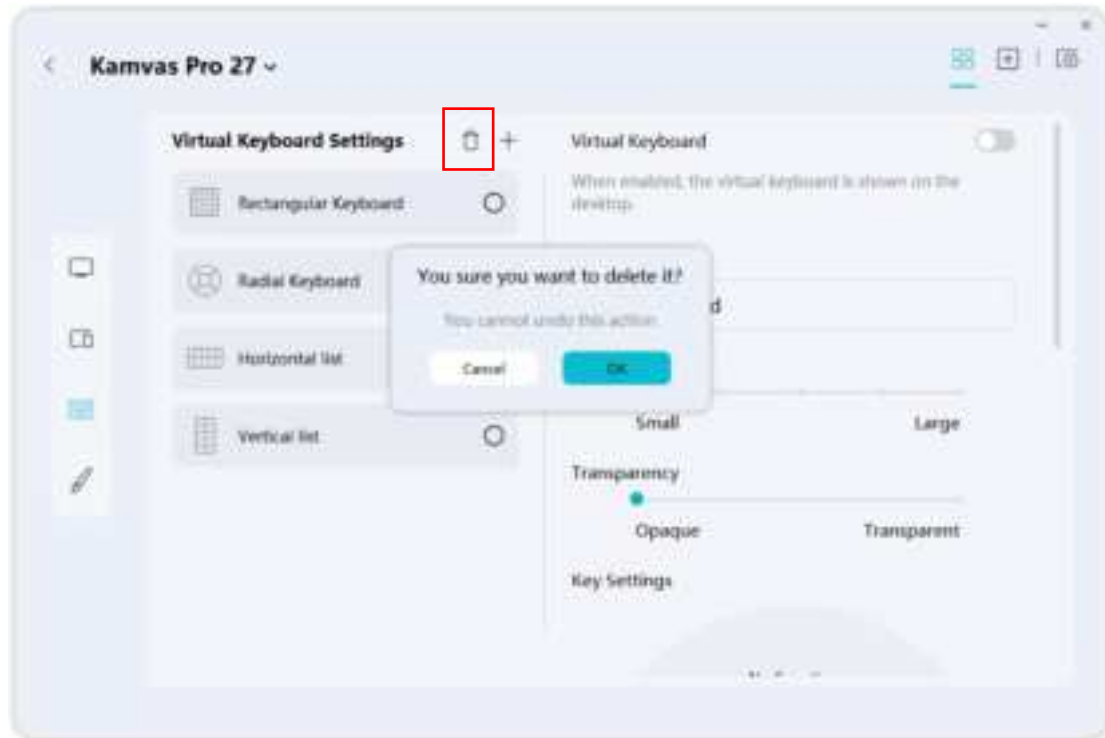 Kamvas Pro 27
Virtual Keyboard Settings
Rectangular Keyboard
Radial Keyboard
Horizontal list
Vertical list
Virtual Keyboard
When enabled, the virtual keyboard is shown on the
desktop.
You sure you want to delete it?
You cannot undo this action
Cancel
OK
d
Small
Large
Transparency
Opaque
Transparent
Key Settings